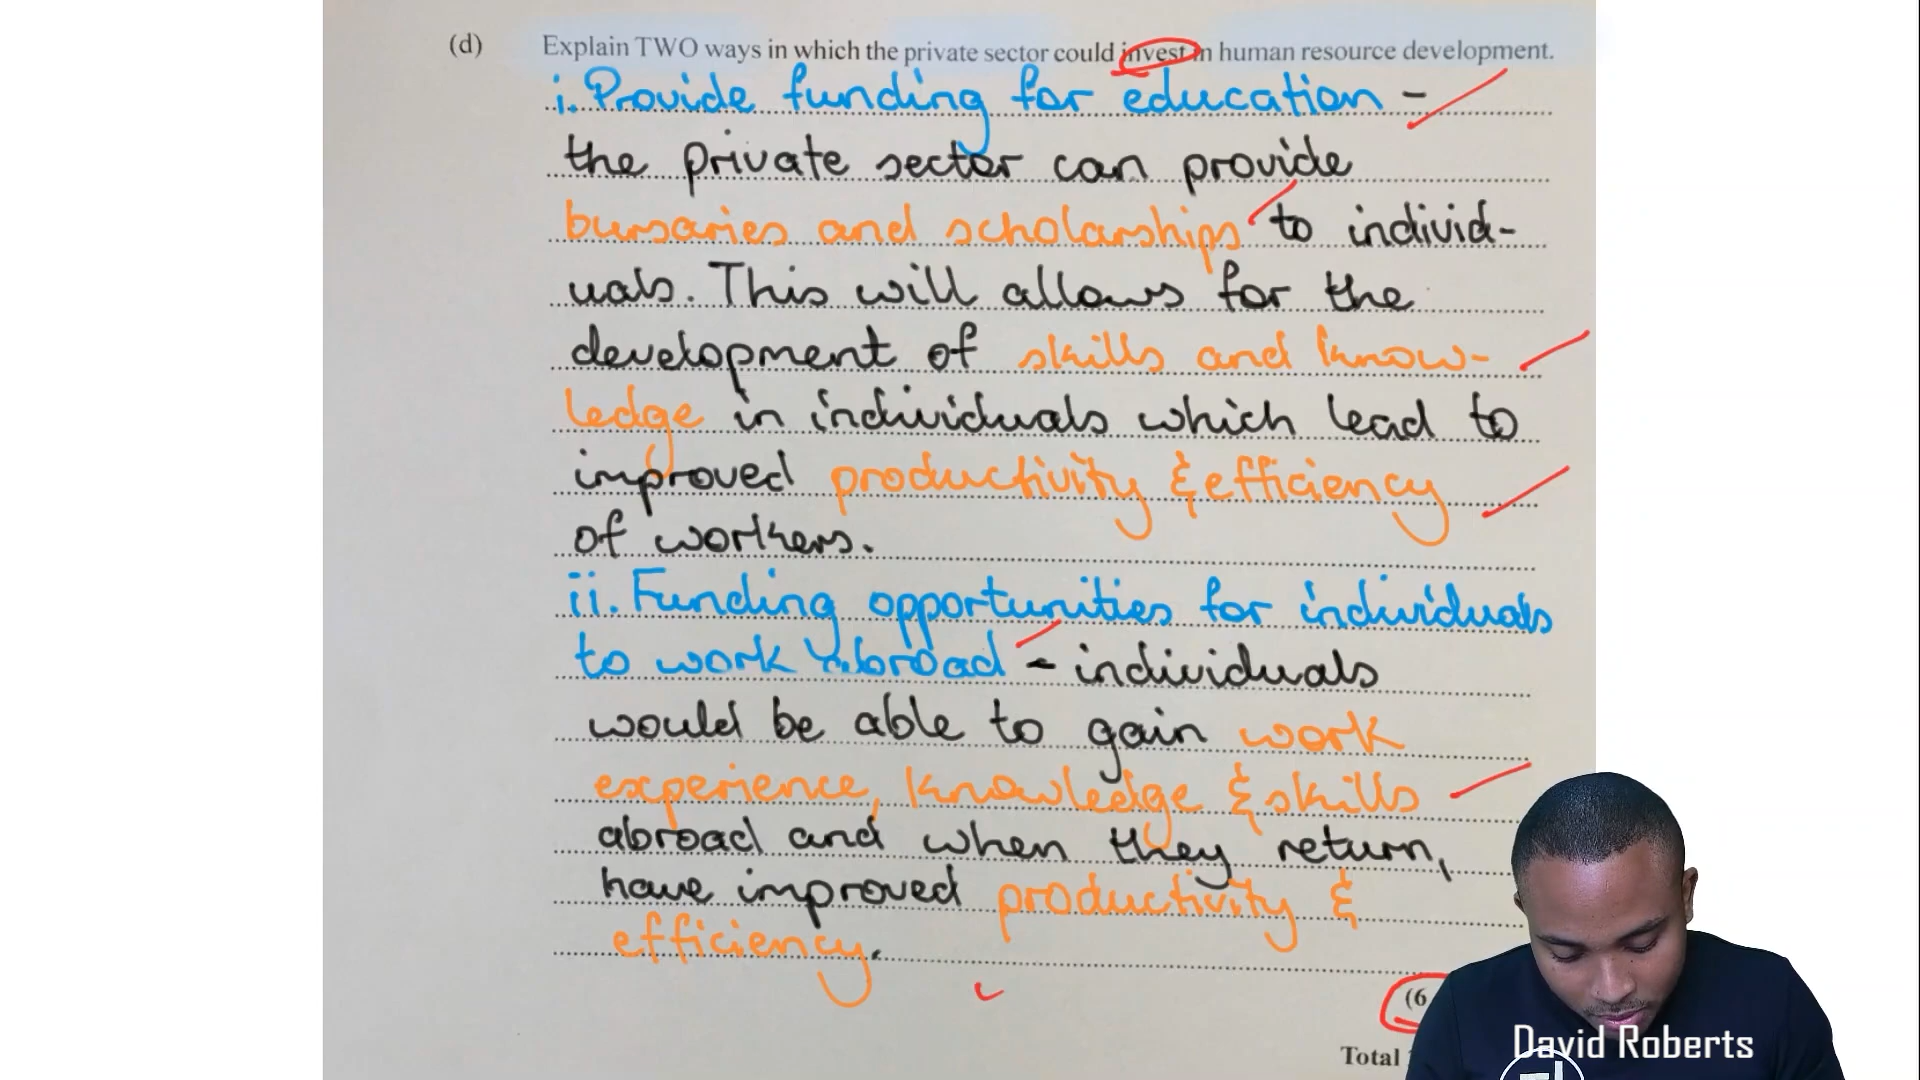 (d) Explain TWO ways in which the private sector could invest in human resource development.
i. Provide funding for education -
the private sector can provide
bursaries and scholarships to individ-
uals. This will allows for the
development of skills and know-
ledge in individuals which lead to
improved productivity & efficiency
of workers.
ii. Funding opportunities for individuals
to work abroad - individuals
would be able to gain work
experience, knowledge & skills
abroad and when they return,
have improved productivity &
efficiency.
(6
Total
David Roberts